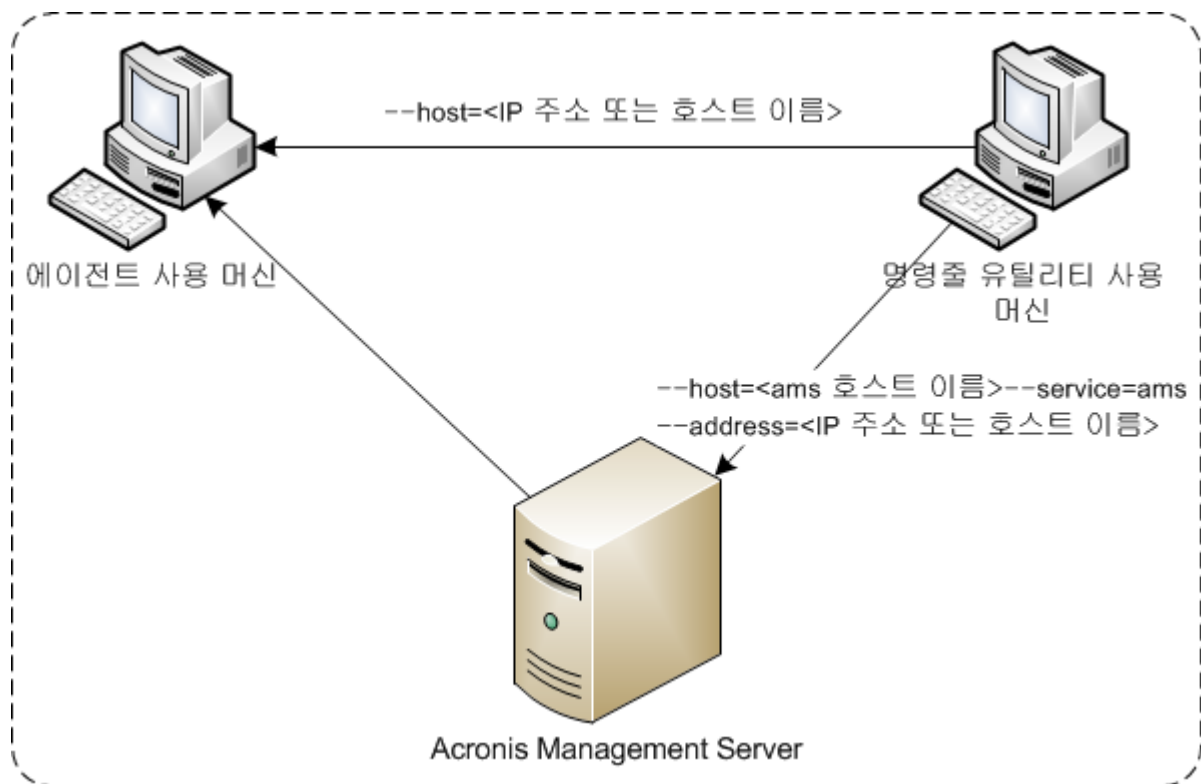 --host=<IP 주소 또는 호스트 이름>
에이전트 사용 머신
명령줄 유틸리티 사용
머신
--host=<ams 호스트 이름>--service=ams
--address=<IP 주소 또는 호스트 이름>
Acronis Management Server